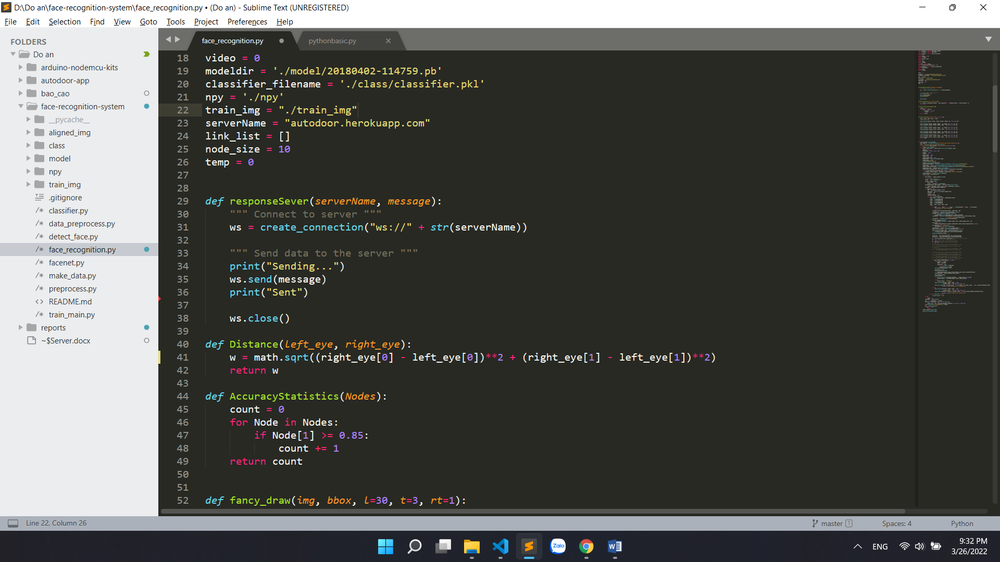 D:\Do an\face-recognition-system\face_recognition.py • (Do an) - Sublime Text (UNREGISTERED)
File Edit Selection Find View Goto Tools Project Preferences Help
FOLDERS
Do an
arduino-nodemcu-kits
autodoor-app
bao_cao
face-recognition-system
__pycache__
aligned_img
class
model
npy
train_img
.gitignore
/* classifier.py
/* data_preprocess.py
/* detect_face.py
/* face_recognition.py
/* facenet.py
/* make_data.py
/* preprocess.py
<> README.md
/* train_main.py
reports
~$Server.docx
face_recognition.py pythonbasic.py
18 video = 0
19 modeldir = './model/20180402-114759.pb'
20 classifier_filename = './class/classifier.pkl'
21 npy = './npy'
22 train_img = "./train_img"
23 serverName = "autodoor.herokuapp.com"
24 link_list = []
25 node_size = 10
26 temp = 0
27
28
29 def responseSever(serverName, message):
30     """ Connect to server """
31     ws = create_connection("ws://" + str(serverName))
32
33     """ Send data to the server """
34     print("Sending...")
35     ws.send(message)
36     print("Sent")
37
38     ws.close()
39
40 def Distance(left_eye, right_eye):
41     w = math.sqrt((right_eye[0] - left_eye[0])**2 + (right_eye[1] - left_eye[1])**2)
42     return w
43
44 def AccuracyStatistics(Nodes):
45     count = 0
46     for Node in Nodes:
47         if Node[1] >= 0.85:
48             count += 1
49     return count
50
51
52 def fancy_draw(img, bbox, l=30, t=3, rt=1):
Line 22, Column 26 master 1 Spaces: 4 Python
Zalo
W
ENG
9:32 PM
3/26/2022